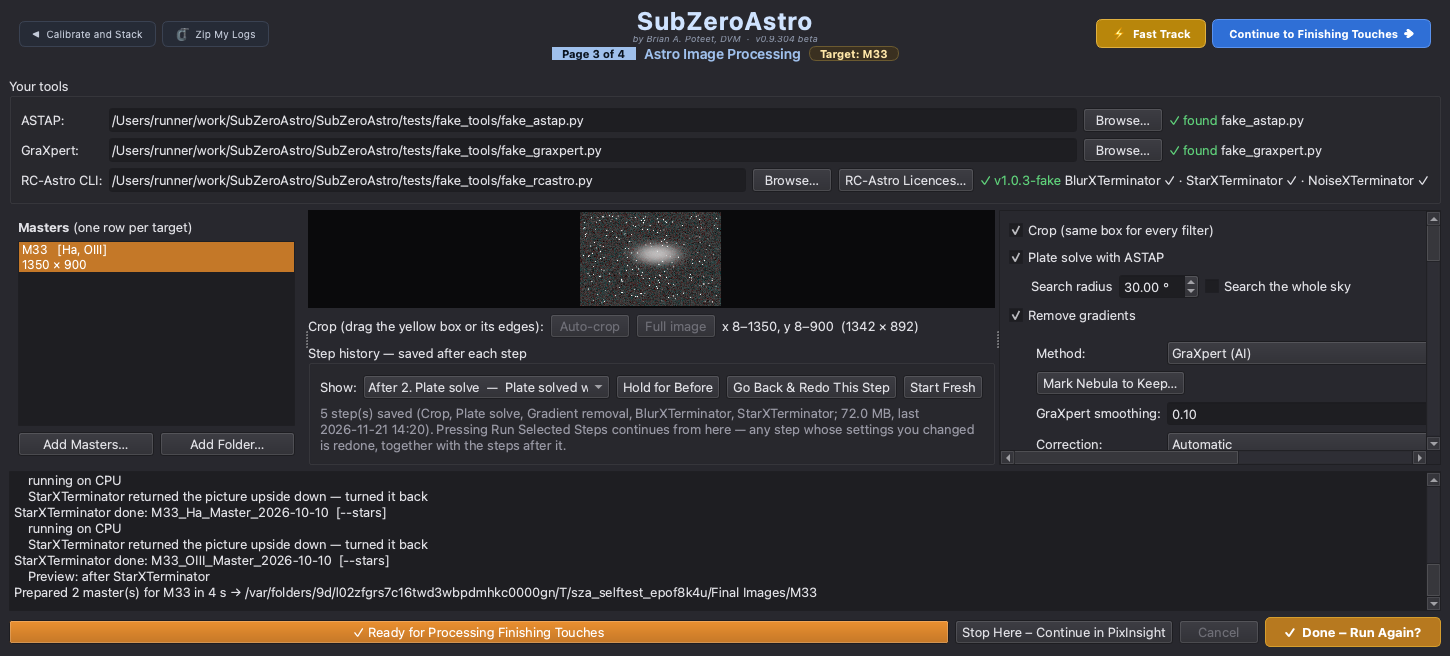 ◄ Calibrate and Stack
Zip My Logs
SubZeroAstro
by Brian A. Poteet, DVM · v0.9.304 beta
Page 3 of 4 Astro Image Processing Target: M33
⚡ Fast Track
Continue to Finishing Touches →
Your tools
ASTAP: /Users/runner/work/SubZeroAstro/SubZeroAstro/tests/fake_tools/fake_astap.py Browse... ✓ found fake_astap.py
GraXpert: /Users/runner/work/SubZeroAstro/SubZeroAstro/tests/fake_tools/fake_graxpert.py Browse... ✓ found fake_graxpert.py
RC-Astro CLI: /Users/runner/work/SubZeroAstro/SubZeroAstro/tests/fake_tools/fake_rcastro.py Browse... RC-Astro Licences... ✓ v1.0.3-fake BlurXTerminator ✓ · StarXTerminator ✓ · NoiseXTerminator ✓
Masters (one row per target)
M33 [Ha, OIII]
1350 × 900
Add Masters... Add Folder...
Crop (drag the yellow box or its edges): Auto-crop Full image x 8–1350, y 8–900 (1342 × 892)
Step history — saved after each step
Show: After 2. Plate solve — Plate solved w Hold for Before Go Back & Redo This Step Start Fresh
5 step(s) saved (Crop, Plate solve, Gradient removal, BlurXTerminator, StarXTerminator; 72.0 MB, last
2026-11-21 14:20). Pressing Run Selected Steps continues from here — any step whose settings you changed
is redone, together with the steps after it.
✓ Crop (same box for every filter)
✓ Plate solve with ASTAP
Search radius 30.00 ° Search the whole sky
✓ Remove gradients
Method: GraXpert (AI)
Mark Nebula to Keep...
GraXpert smoothing: 0.10
Correction: Automatic
running on CPU
StarXTerminator returned the picture upside down — turned it back
StarXTerminator done: M33_Ha_Master_2026-10-10 [--stars]
running on CPU
StarXTerminator returned the picture upside down — turned it back
StarXTerminator done: M33_OIII_Master_2026-10-10 [--stars]
Preview: after StarXTerminator
Prepared 2 master(s) for M33 in 4 s → /var/folders/9d/l02zfgrs7c16twd3wbpdmhkc0000gn/T/sza_selftest_epof8k4u/Final Images/M33
✓ Ready for Processing Finishing Touches
Stop Here – Continue in PixInsight
Cancel
✓ Done – Run Again?